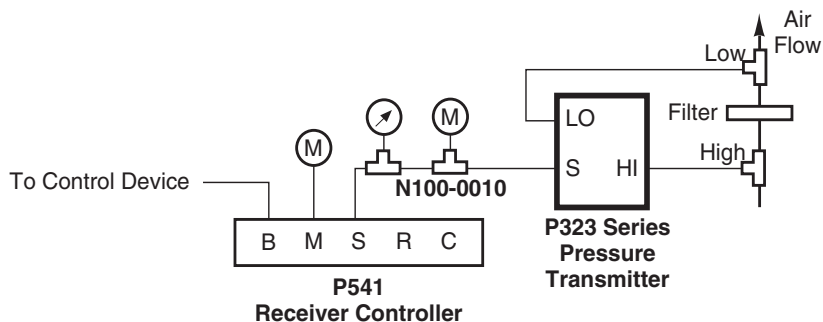 Air
Flow
Low
M
M
LO
Filter
High
To Control Device
N100-0010
S HI
B M S R C
P323 Series
Pressure
Transmitter
P541
Receiver Controller